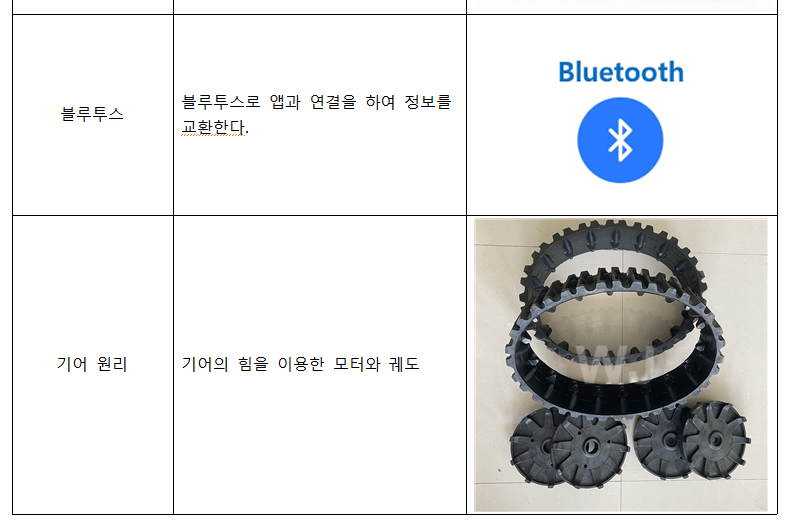 블루투스
블루투스로 앱과 연결을 하여 정보를
교환한다.
Bluetooth
기어 원리
기어의 힘을 이용한 모터와 궤도